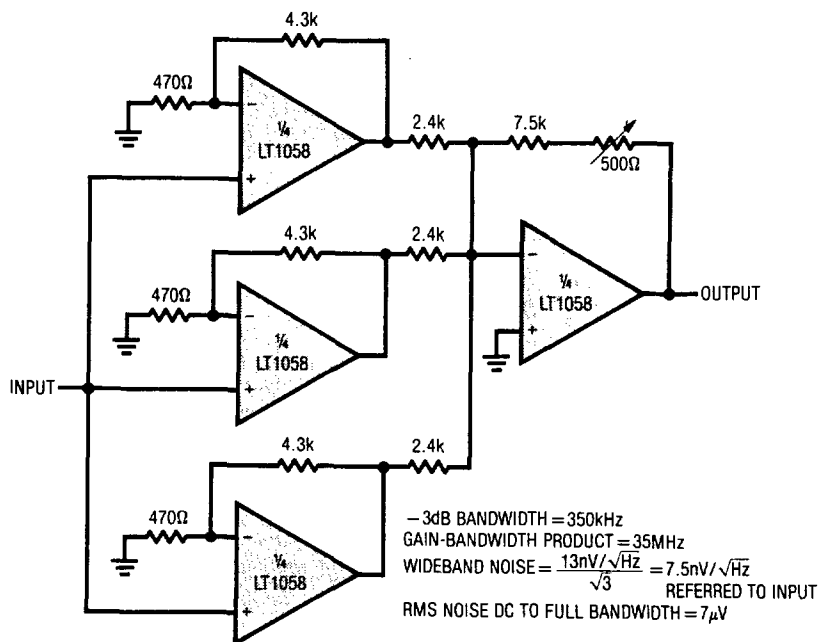 4.3k
470Ω
−
¼
LT1058
+
2.4k
7.5k
500Ω
4.3k
2.4k
470Ω
−
¼
LT1058
+
−
¼
LT1058
+
OUTPUT
INPUT
4.3k
2.4k
470Ω
−
¼
LT1058
+
−3dB BANDWIDTH = 350kHz
GAIN-BANDWIDTH PRODUCT = 35MHz
WIDEBAND NOISE = 13nV/√Hz / √3 = 7.5nV/√Hz
REFERRED TO INPUT
RMS NOISE DC TO FULL BANDWIDTH = 7μV